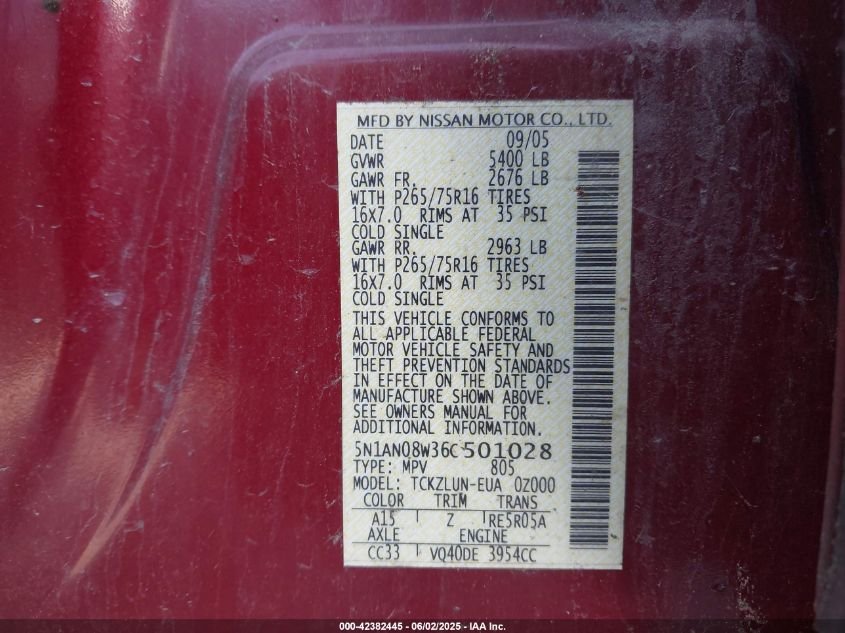 MFD BY NISSAN MOTOR CO., LTD.
DATE 09/05
GVWR 5400 LB
GAWR FR. 2676 LB
WITH P265/75R16 TIRES
16X7.0 RIMS AT 35 PSI
COLD SINGLE
GAWR RR. 2963 LB
WITH P265/75R16 TIRES
16X7.0 RIMS AT 35 PSI
COLD SINGLE
THIS VEHICLE CONFORMS TO
ALL APPLICABLE FEDERAL
MOTOR VEHICLE SAFETY AND
THEFT PREVENTION STANDARDS
IN EFFECT ON THE DATE OF
MANUFACTURE SHOWN ABOVE.
SEE OWNERS MANUAL FOR
ADDITIONAL INFORMATION.
5N1AN08W36C501028
TYPE: MPV 805
MODEL: TCKZLUN-EUA 0Z000
COLOR TRIM TRANS
A15 Z RE5R05A
AXLE ENGINE
CC33 VQ40DE 3954CC
000-42382445 - 06/02/2025 - IAA Inc.